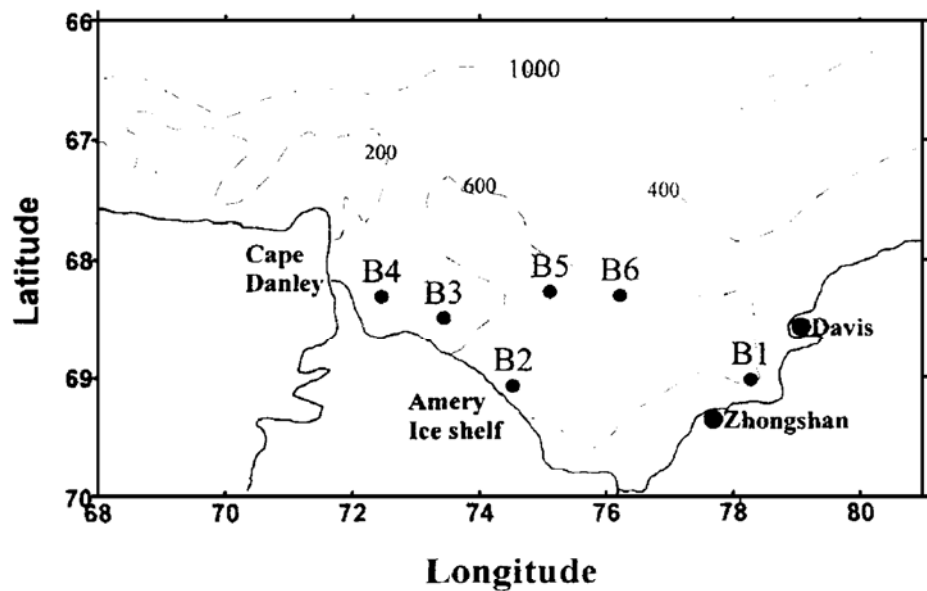 66
1000
67
200
600
400
Latitude
Cape
Danley
68
B4
B3
B5
B6
Davis
B2
B1
69
Amery
Ice shelf
Zhongshan
70
68
70
72
74
76
78
80
Longitude